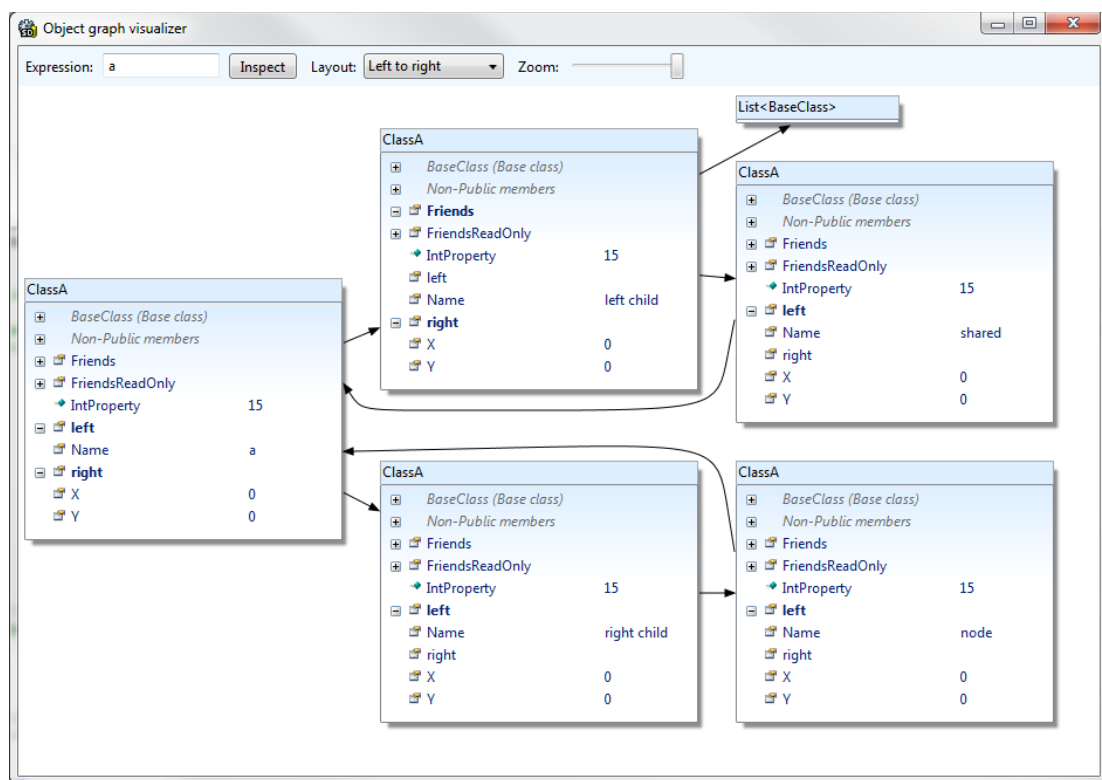 Object graph visualizer
Expression: a Inspect Layout: Left to right Zoom:
List<BaseClass>
ClassA
BaseClass (Base class)
Non-Public members
Friends
FriendsReadOnly
IntProperty 15
left
Name left child
right
X 0
Y 0
ClassA
BaseClass (Base class)
Non-Public members
Friends
FriendsReadOnly
IntProperty 15
left
Name shared
right
X 0
Y 0
ClassA
BaseClass (Base class)
Non-Public members
Friends
FriendsReadOnly
IntProperty 15
left
Name a
right
X 0
Y 0
ClassA
BaseClass (Base class)
Non-Public members
Friends
FriendsReadOnly
IntProperty 15
left
Name right child
right
X 0
Y 0
ClassA
BaseClass (Base class)
Non-Public members
Friends
FriendsReadOnly
IntProperty 15
left
Name node
right
X 0
Y 0